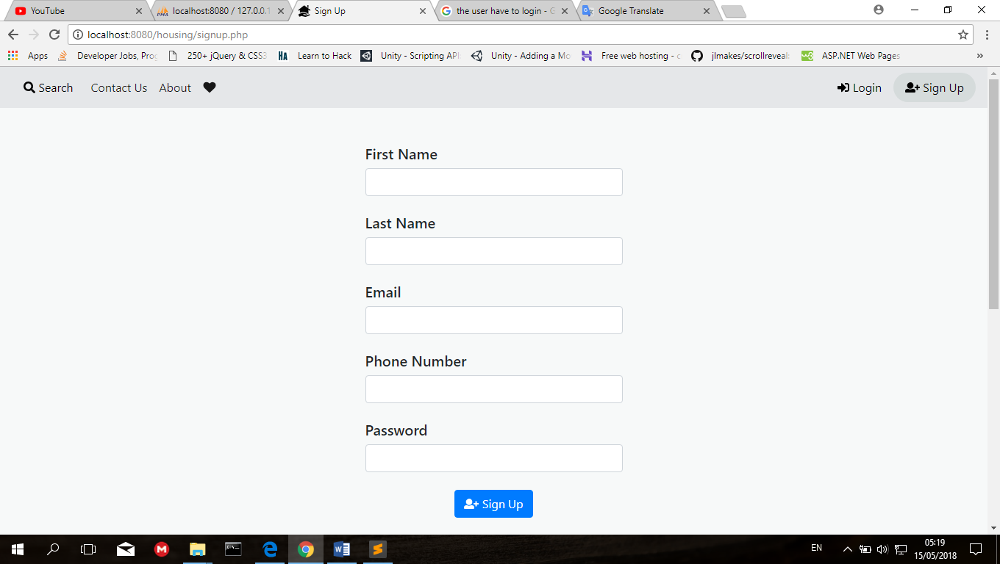 YouTube
localhost:8080 / 127.0.0.1
Sign Up
the user have to login - G
Google Translate
localhost:8080/housing/signup.php
Apps
Developer Jobs, Prog
250+ jQuery & CSS3
HA
Learn to Hack
Unity - Scripting API
Unity - Adding a Mo
Free web hosting - c
jlmakes/scrollreveal:
w3
ASP.NET Web Pages
»
Search
Contact Us
About
Login
Sign Up
First Name
Last Name
Email
Phone Number
Password
Sign Up
EN
05:19
15/05/2018